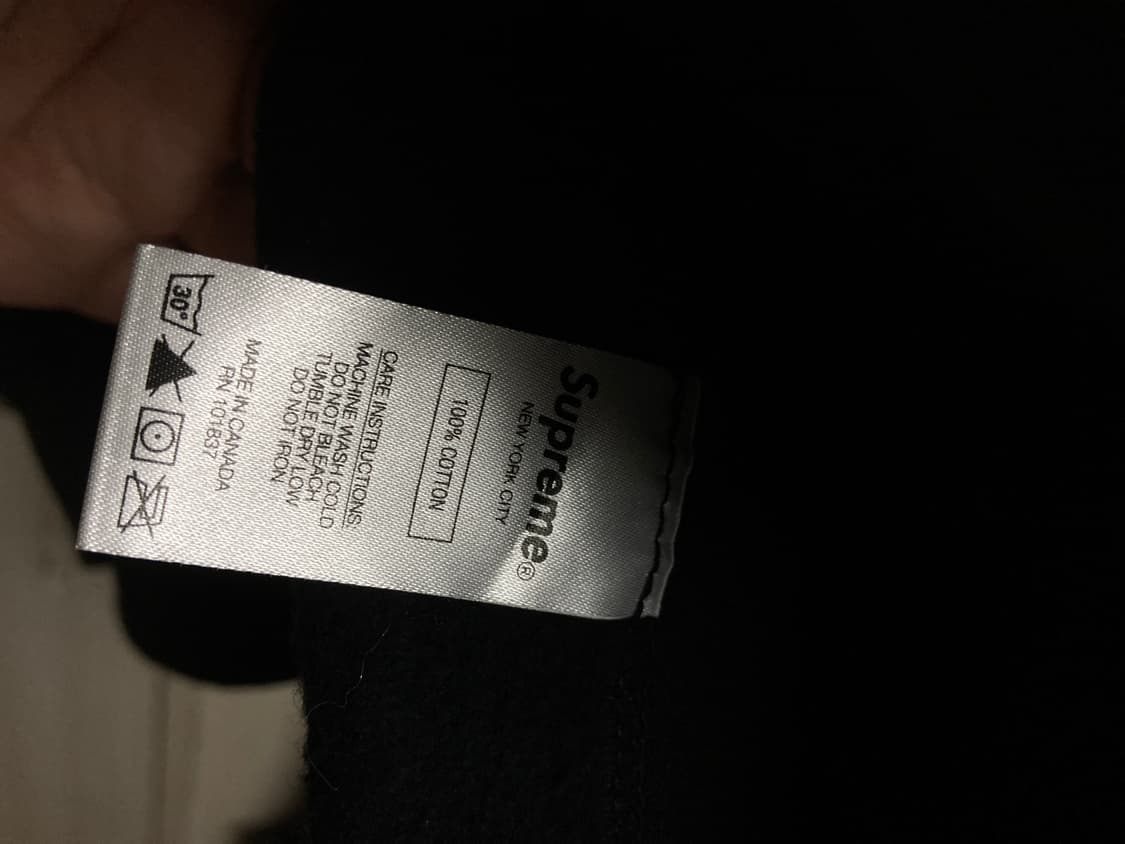 Supreme®
NEW YORK CITY
100% COTTON
CARE INSTRUCTIONS
MACHINE WASH COLD
DO NOT BLEACH
TUMBLE DRY LOW
DO NOT IRON
MADE IN CANADA
RN 101837
30°